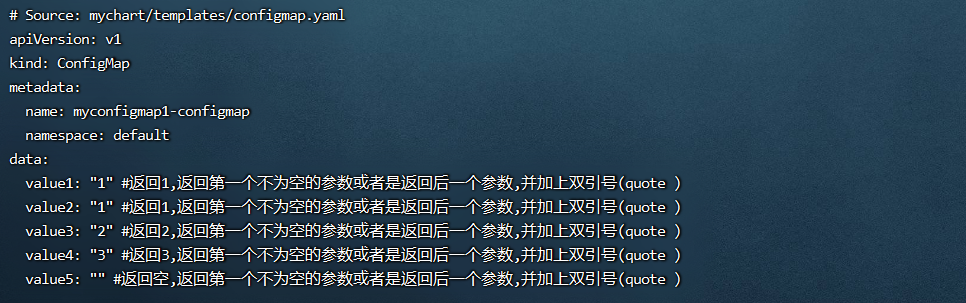 # Source: mychart/templates/configmap.yaml
apiVersion: v1
kind: ConfigMap
metadata:
  name: myconfigmap1-configmap
  namespace: default
data:
  value1: "1" #返回1,返回第一个不为空的参数或者是返回后一个参数,并加上双引号(quote )
  value2: "1" #返回1,返回第一个不为空的参数或者是返回后一个参数,并加上双引号(quote )
  value3: "2" #返回2,返回第一个不为空的参数或者是返回后一个参数,并加上双引号(quote )
  value4: "3" #返回3,返回第一个不为空的参数或者是返回后一个参数,并加上双引号(quote )
  value5: "" #返回空,返回第一个不为空的参数或者是返回后一个参数,并加上双引号(quote )